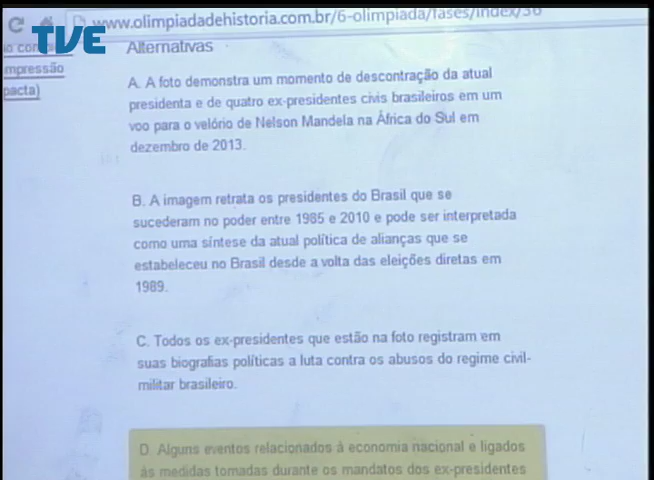 www.olimpiadadehistoria.com.br/6-olimpiada/fases/index/
TVE
mpressão
pacta)
Alternativas
A. A foto demonstra um momento de descontração da atual
presidenta e de quatro ex-presidentes civis brasileiros em um
voo para o velório de Nelson Mandela na África do Sul em
dezembro de 2013.
B. A imagem retrata os presidentes do Brasil que se
sucederam no poder entre 1985 e 2010 e pode ser interpretada
como uma síntese da atual política de alianças que se
estabeleceu no Brasil desde a volta das eleições diretas em
1989.
C. Todos os ex-presidentes que estão na foto registram em
suas biografias políticas a luta contra os abusos do regime civil-
militar brasileiro.
D. Alguns eventos relacionados à economia nacional e ligados
às medidas tomadas durante os mandatos dos ex-presidentes